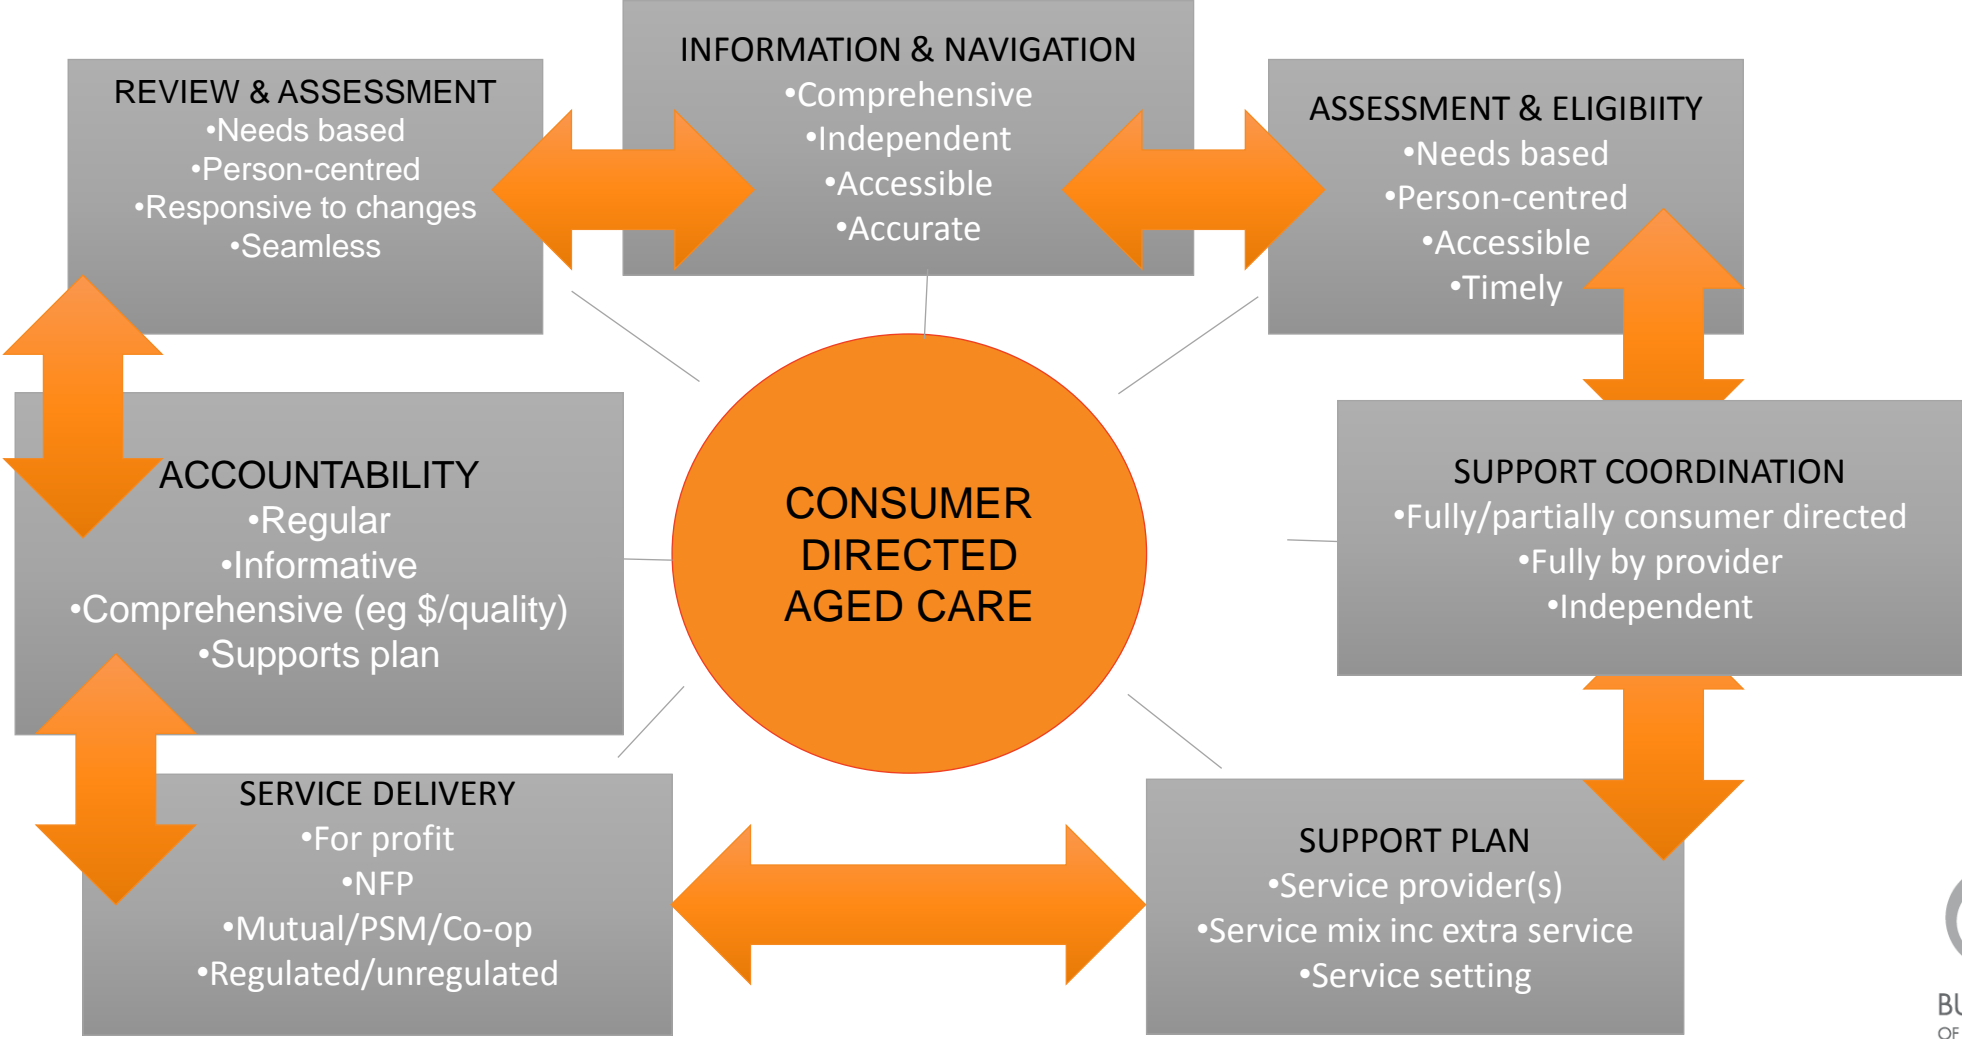 INFORMATION & NAVIGATION
•Comprehensive
•Independent
•Accessible
•Accurate
REVIEW & ASSESSMENT
•Needs based
•Person-centred
•Responsive to changes
•Seamless
ASSESSMENT & ELIGIBIITY
•Needs based
•Person-centred
•Accessible
•Timely
ACCOUNTABILITY
•Regular
•Informative
•Comprehensive (eg $/quality)
•Supports plan
CONSUMER
DIRECTED
AGED CARE
SUPPORT COORDINATION
•Fully/partially consumer directed
•Fully by provider
•Independent
SERVICE DELIVERY
•For profit
•NFP
•Mutual/PSM/Co-op
•Regulated/unregulated
SUPPORT PLAN
•Service provider(s)
•Service mix inc extra service
•Service setting
OF